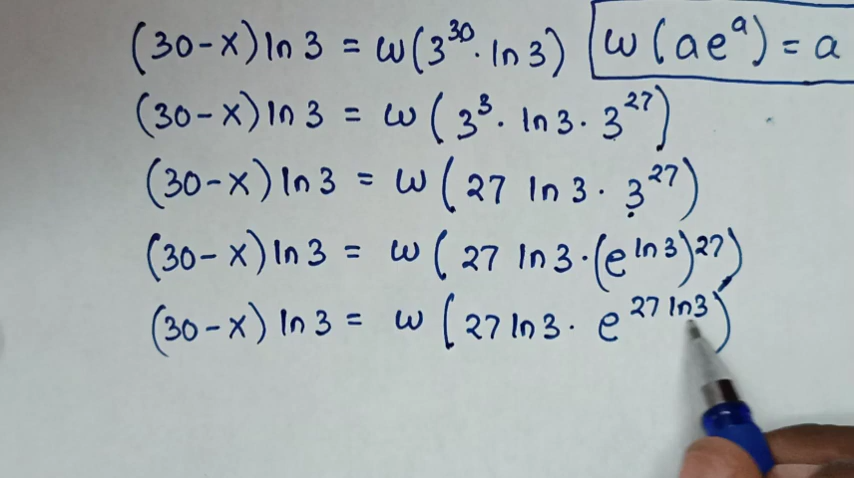 (30-x) ln 3 = w(3^30 · ln 3) w(ae^a) = a
(30-x) ln 3 = w(3^3 · ln 3 · 3^27)
(30-x) ln 3 = w(27 ln 3 · 3^27)
(30-x) ln 3 = w(27 ln 3 · (e^ln 3)^27)
(30-x) ln 3 = w(27 ln 3 · e^27 ln 3)